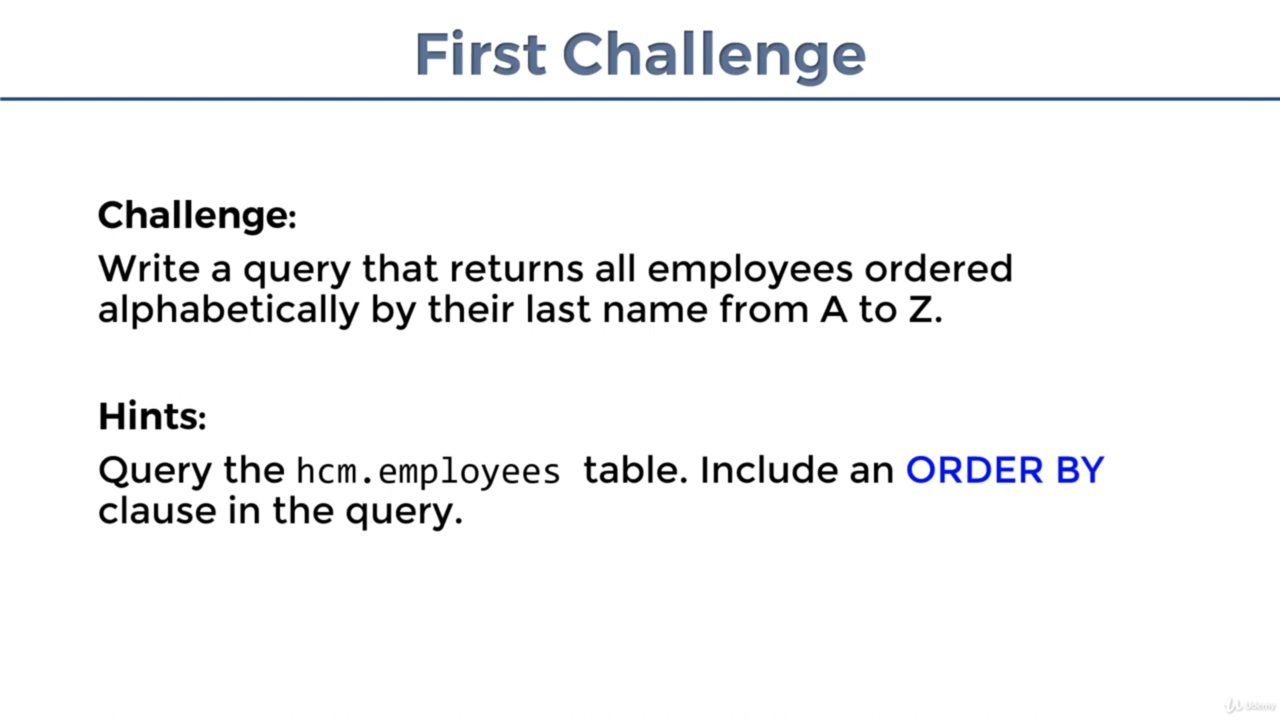 First Challenge
Challenge:
Write a query that returns all employees ordered
alphabetically by their last name from A to Z.
Hints:
Query the hcm.employees table. Include an ORDER BY
clause in the query.
Udemy